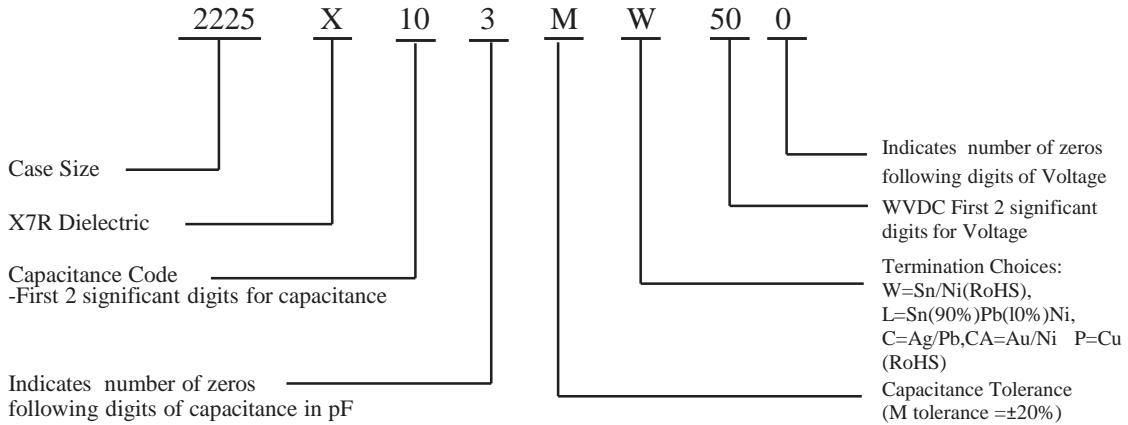 2225 X 10 3 M W 50 0
Case Size
X7R Dielectric
Capacitance Code
-First 2 significant digits for capacitance
Indicates number of zeros
following digits of capacitance in pF
Indicates number of zeros
following digits of Voltage
WVDC First 2 significant
digits for Voltage
Termination Choices:
W=Sn/Ni(RoHS),
L=Sn(90%)Pb(l0%)Ni,
C=Ag/Pb,CA=Au/Ni P=Cu
(RoHS)
Capacitance Tolerance
(M tolerance =±20%)